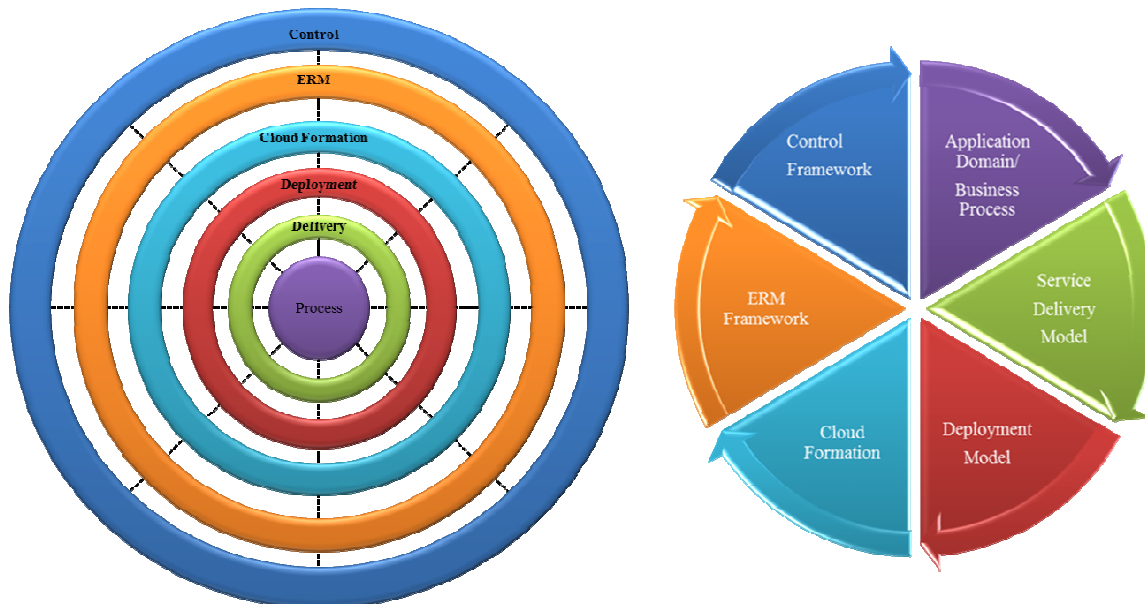 Control
ERM
Cloud Formation
Deployment
Delivery
Process
Control
Framework
Application
Domain/
Business
Process
Service
Delivery
Model
Deployment
Model
Cloud
Formation
ERM
Framework